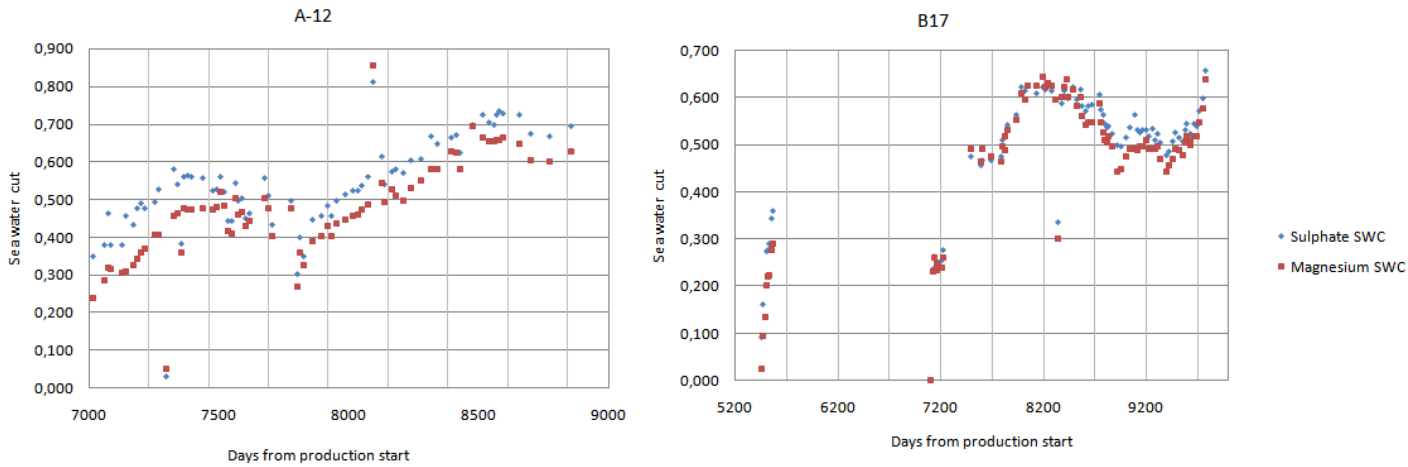 A-12
0,900
0,800
0,700
0,600
0,500
0,400
0,300
0,200
0,100
0,000
Seawater cut
7000 7500 8000 8500 9000
Days from production start
B17
0,700
0,600
0,500
0,400
0,300
0,200
0,100
0,000
Seawater cut
5200 6200 7200 8200 9200
Days from production start
Sulphate SWC
Magnesium SWC